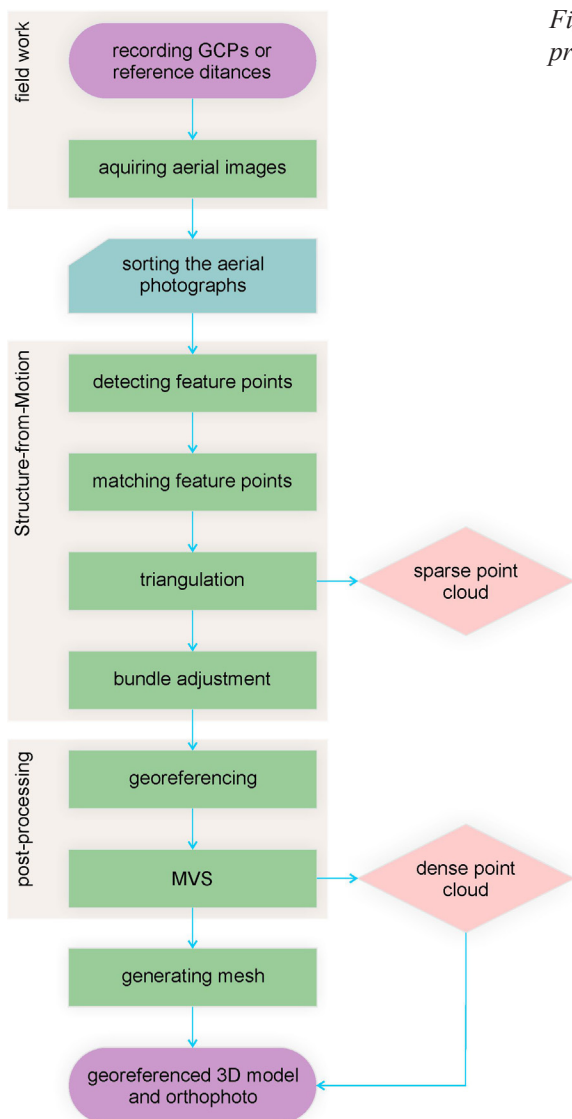 Fi
pr
field work
recording GCPs or
reference ditances
aquiring aerial images
sorting the aerial
photographs
Structure-from-Motion
detecting feature points
matching feature points
triangulation
sparse point
cloud
bundle adjustment
post-processing
georeferencing
MVS
dense point
cloud
generating mesh
georeferenced 3D model
and orthophoto